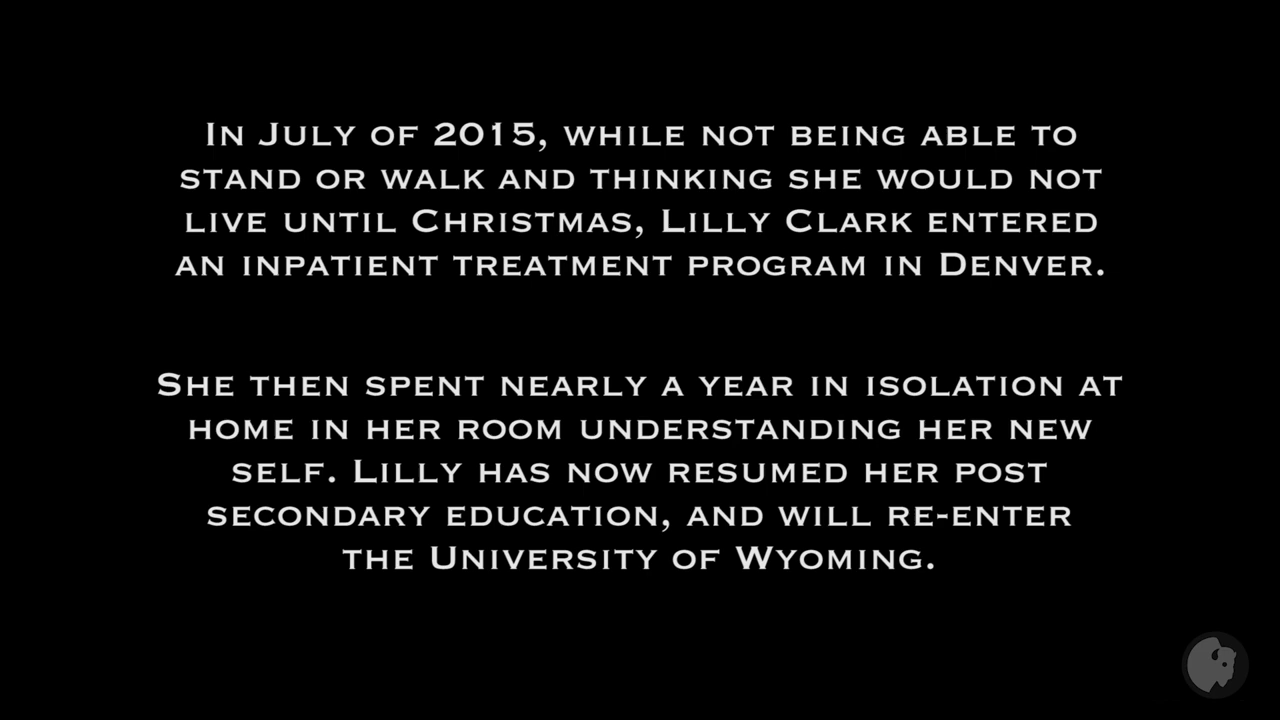 In July of 2015, while not being able to
stand or walk and thinking she would not
live until Christmas, Lilly Clark entered
an inpatient treatment program in Denver.
She then spent nearly a year in isolation at
home in her room understanding her new
self. Lilly has now resumed her post
secondary education, and will re-enter
the University of Wyoming.